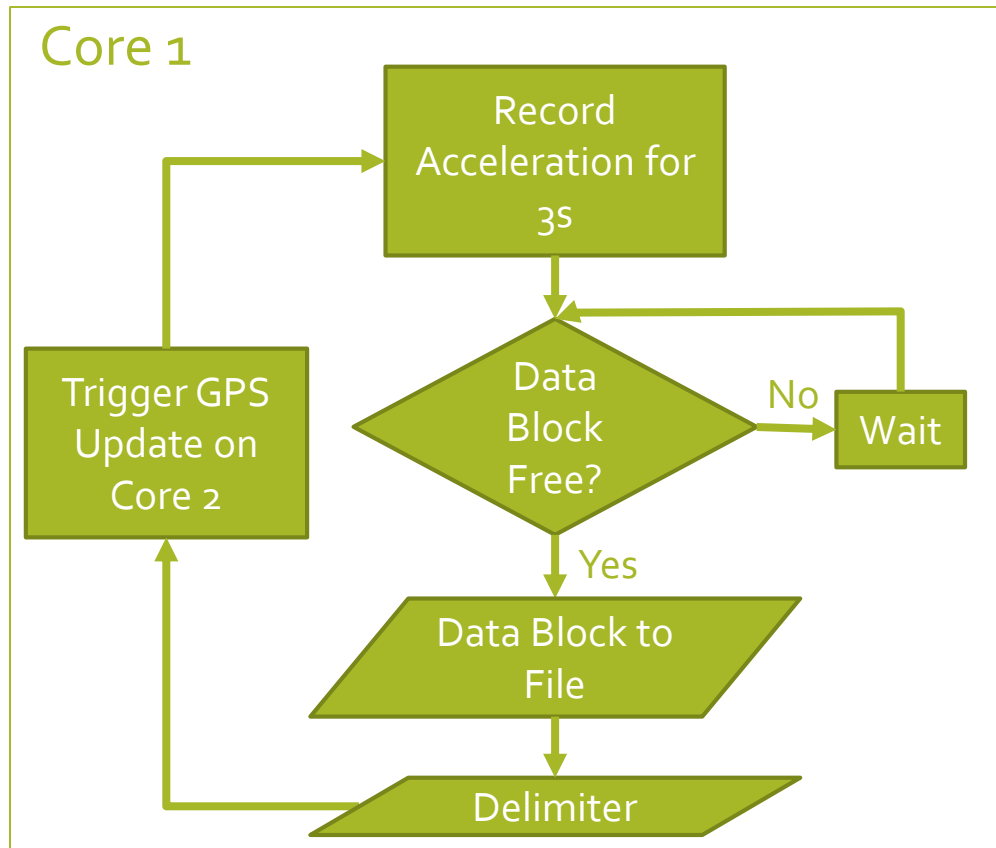 Core 1
Record
Acceleration for
3s
Trigger GPS
Update on
Core 2
Data
Block
Free?
No
Wait
Yes
Data Block to
File
Delimiter